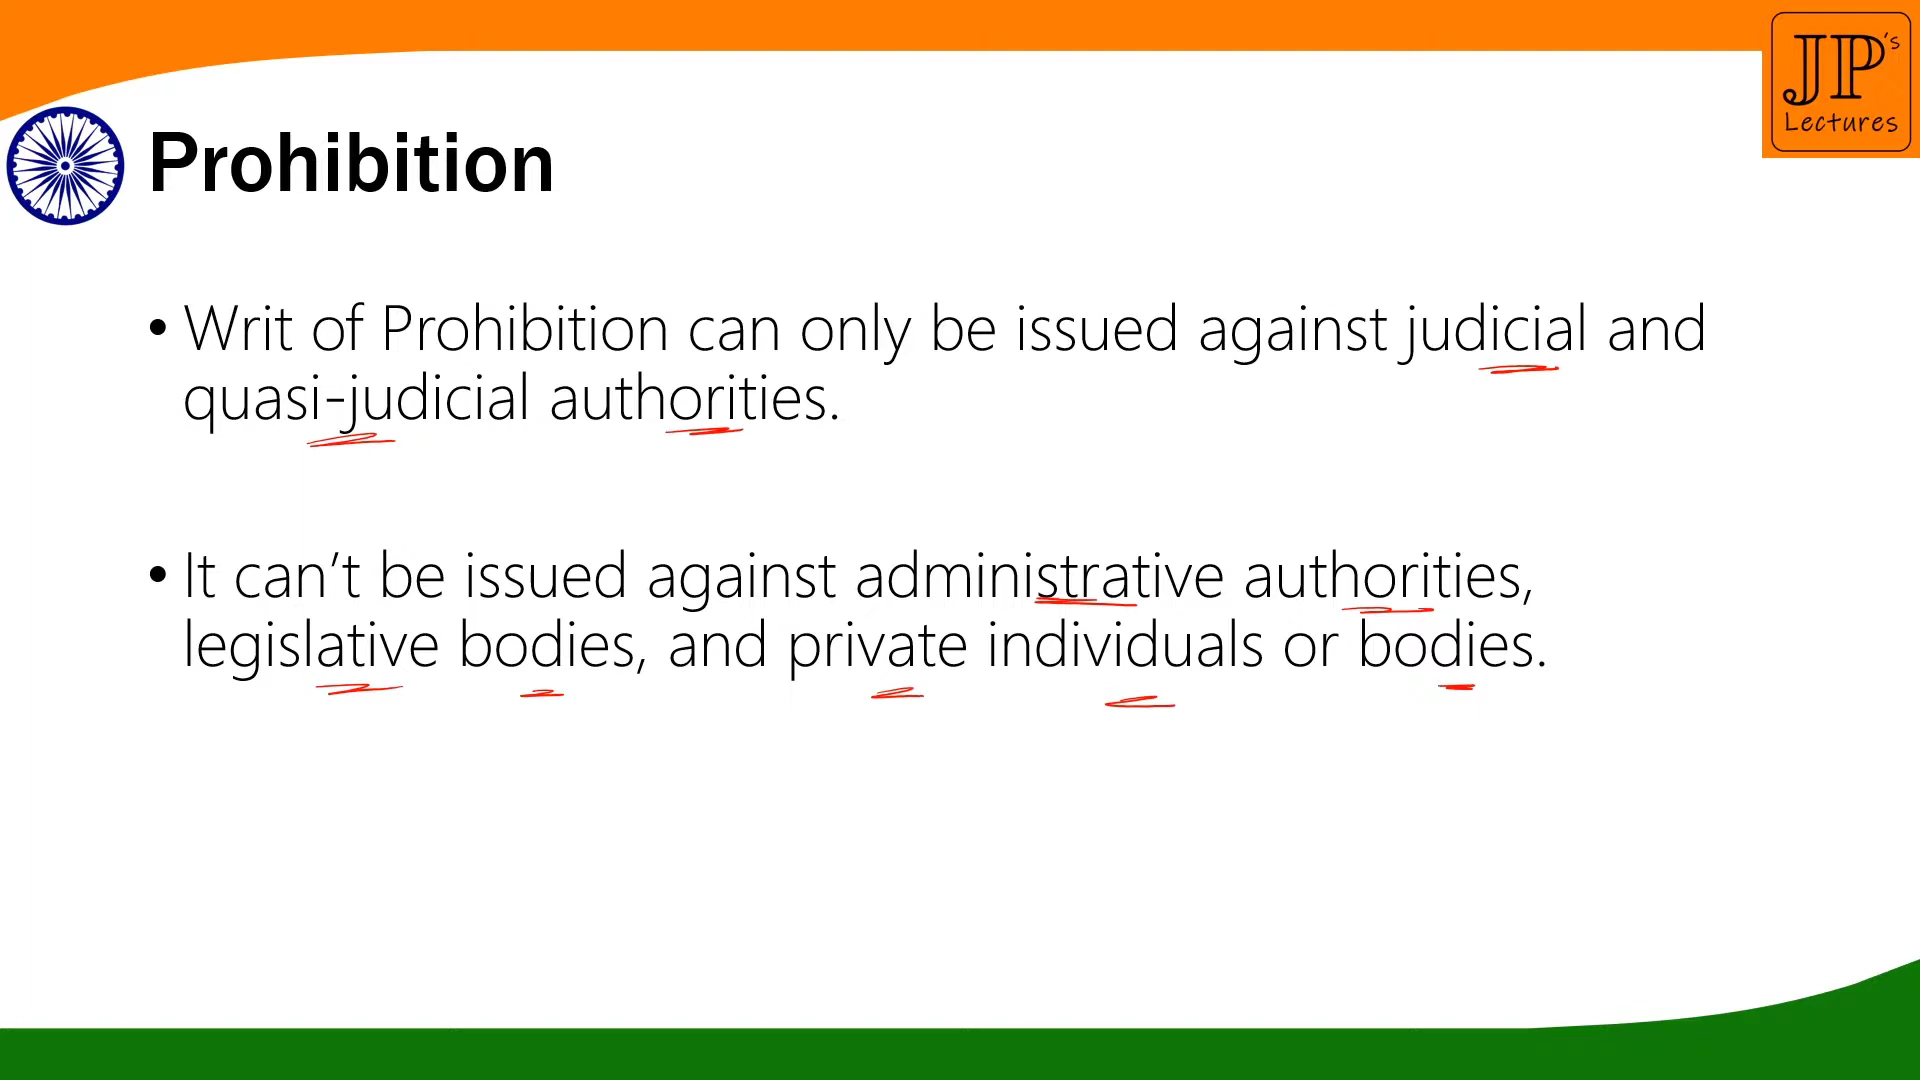 JP's
Lectures
Prohibition
• Writ of Prohibition can only be issued against judicial and
quasi-judicial authorities.
• It can’t be issued against administrative authorities,
legislative bodies, and private individuals or bodies.